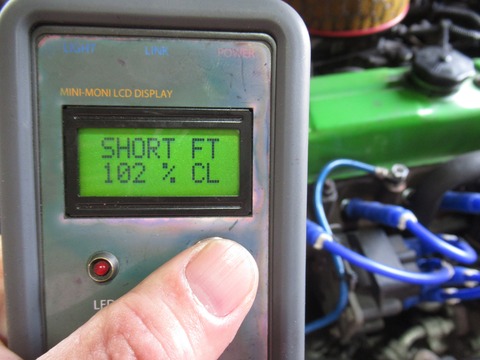 LIGHT LINK POWER
MINI-MONI LCD DISPLAY
SHORT FT
102 % CL